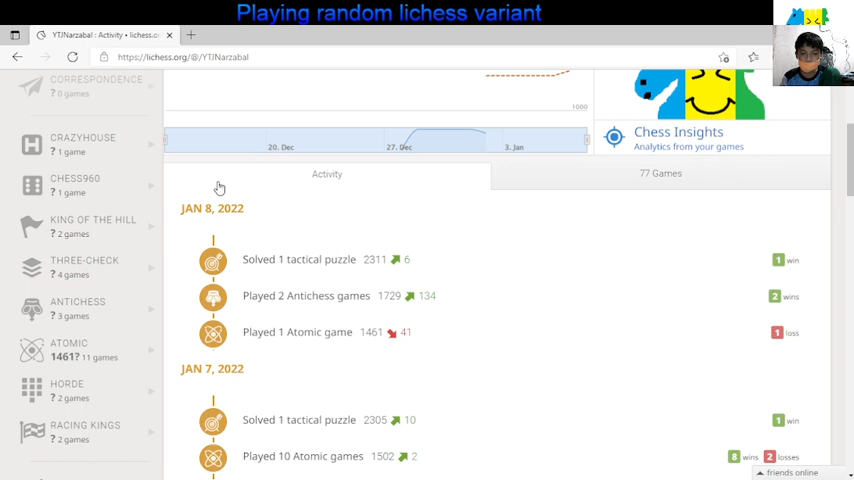 Playing random lichess variant
YTJNarzabal : Activity • lichess.or
https://lichess.org/@/YTJNarzabal
CORRESPONDENCE
? 0 games
CRAZYHOUSE
? 1 game
CHESS960
? 1 game
KING OF THE HILL
? 2 games
THREE-CHECK
? 4 games
ANTICHESS
? 3 games
ATOMIC
1461? 11 games
HORDE
? 2 games
RACING KINGS
? 2 games
1000
20. Dec
27. Dec
3. Jan
Chess Insights
Analytics from your games
Activity
77 Games
JAN 8, 2022
Solved 1 tactical puzzle 2311 6
1 win
Played 2 Antichess games 1729 134
2 wins
Played 1 Atomic game 1461 41
1 loss
JAN 7, 2022
Solved 1 tactical puzzle 2305 10
1 win
Played 10 Atomic games 1502 2
8 wins 2 losses
friends online